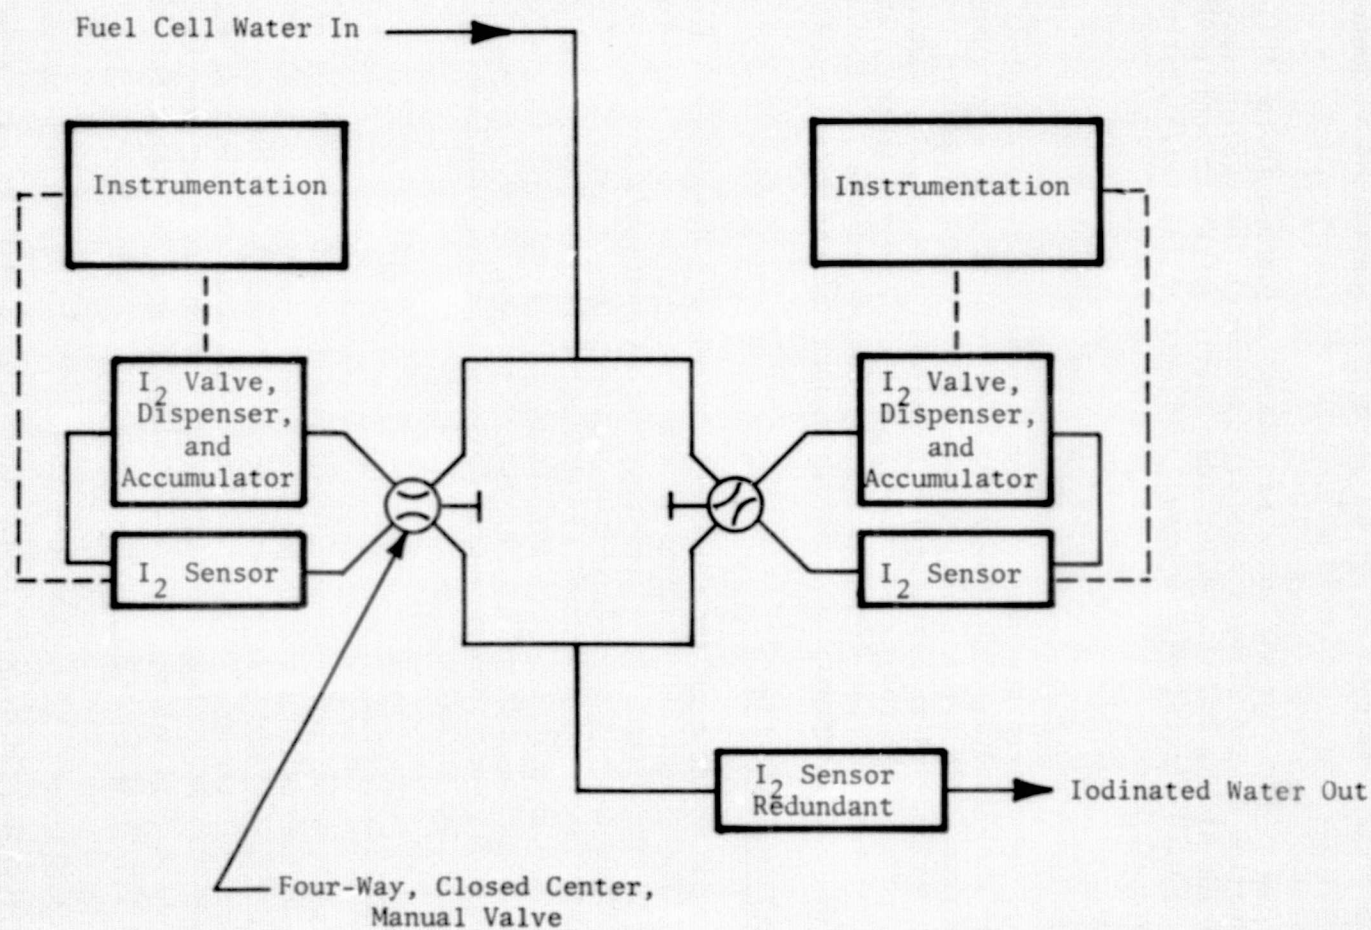 Fuel Cell Water In
Instrumentation
Instrumentation
I2 Valve,
Dispenser,
and
Accumulator
I2 Valve,
Dispenser,
and
Accumulator
I2 Sensor
I2 Sensor
I2 Sensor
Redundant
Iodinated Water Out
Four-Way, Closed Center,
Manual Valve